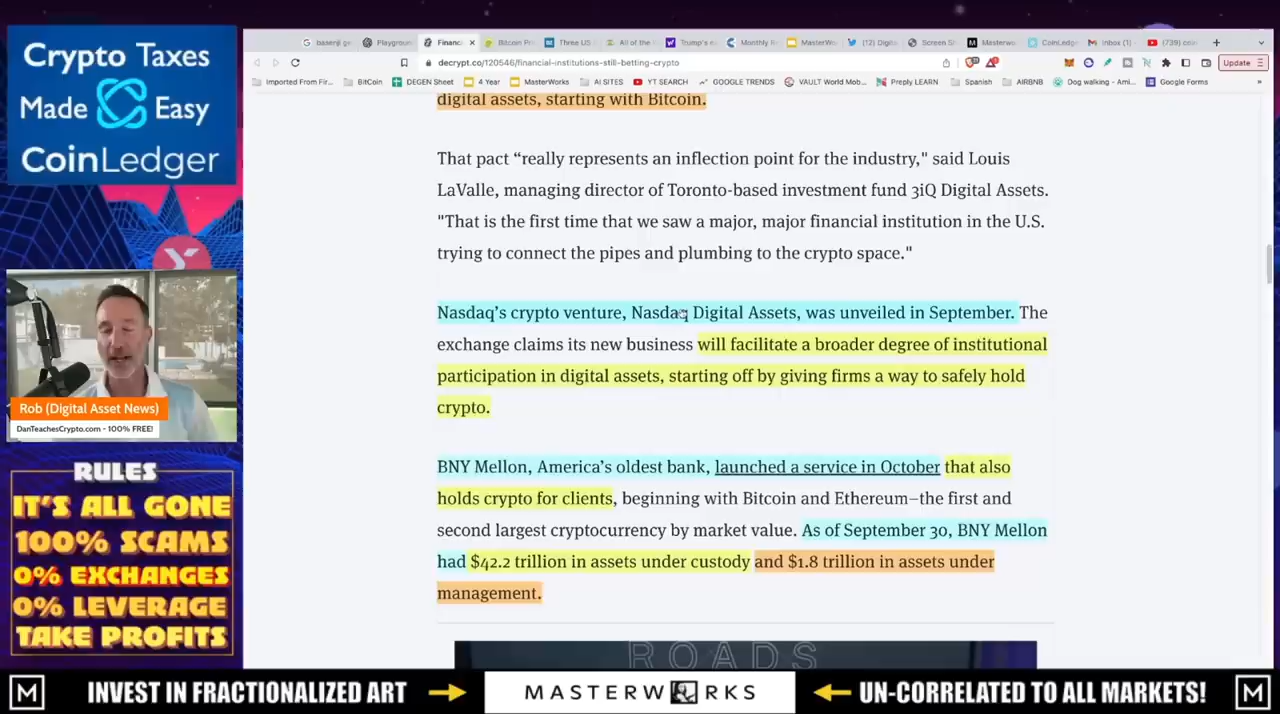 Crypto Taxes
Made Easy
CoinLedger
Rob (Digital Asset News)
DanTeachesCrypto.com - 100% FREE!
RULES
IT'S ALL GONE
100% SCAMS
0% EXCHANGES
0% LEVERAGE
TAKE PROFITS
basenji ge
Playgroun
Financ
Bitcoin Pri
Three US
All of the
Trump's e
Monthly R
MasterWo
(12) Digita
Screen Sh
Masterwo
CoinLedge
Inbox (1)
(739) coin
decrypt.co/120546/financial-institutions-still-betting-crypto
Update
Imported From Fir...
BitCoin
DEGEN Sheet
4 Year
MasterWorks
AI SITES
YT SEARCH
GOOGLE TRENDS
VAULT World Mob...
Preply LEARN
Spanish
AIRBNB
Dog walking - Ami...
Google Forms
digital assets, starting with Bitcoin.
That pact “really represents an inflection point for the industry," said Louis
LaValle, managing director of Toronto-based investment fund 3iQ Digital Assets.
"That is the first time that we saw a major, major financial institution in the U.S.
trying to connect the pipes and plumbing to the crypto space."
Nasdaq’s crypto venture, Nasdaq Digital Assets, was unveiled in September. The
exchange claims its new business will facilitate a broader degree of institutional
participation in digital assets, starting off by giving firms a way to safely hold
crypto.
BNY Mellon, America’s oldest bank, launched a service in October that also
holds crypto for clients, beginning with Bitcoin and Ethereum–the first and
second largest cryptocurrency by market value. As of September 30, BNY Mellon
had $42.2 trillion in assets under custody and $1.8 trillion in assets under
management.
ROADS
M
INVEST IN FRACTIONALIZED ART
MASTERWORKS
UN-CORRELATED TO ALL MARKETS!
M